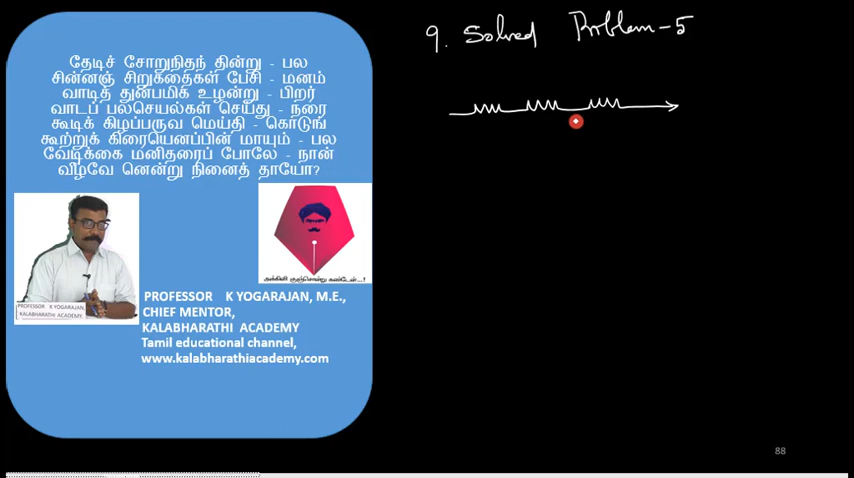 9. Solved Problem-5
தேடிச் சோறுநிதந் தின்று - பல
சின்னஞ் சிறுகதைகள் பேசி - மனம்
வாடித் துன்பமிக உழன்று - பிறர்
வாடப் பலசெயல்கள் செய்து - நரை
கூடிக் கிழப்பருவ மெய்தி - கொடுங்
கூற்றுக் கிரையெனப்பின் மாயும் - பல
வேடிக்கை மனிதரைப் போலே - நான்
வீழ்வே னென்று நினைத் தாயோ?
அக்கினி குஞ்சொன்று கண்டேன்...!
PROFESSOR K YOGARAJAN,
KALABHARATHI ACADEMY
PROFESSOR K YOGARAJAN, M.E.,
CHIEF MENTOR,
KALABHARATHI ACADEMY
Tamil educational channel,
www.kalabharathiacademy.com
88